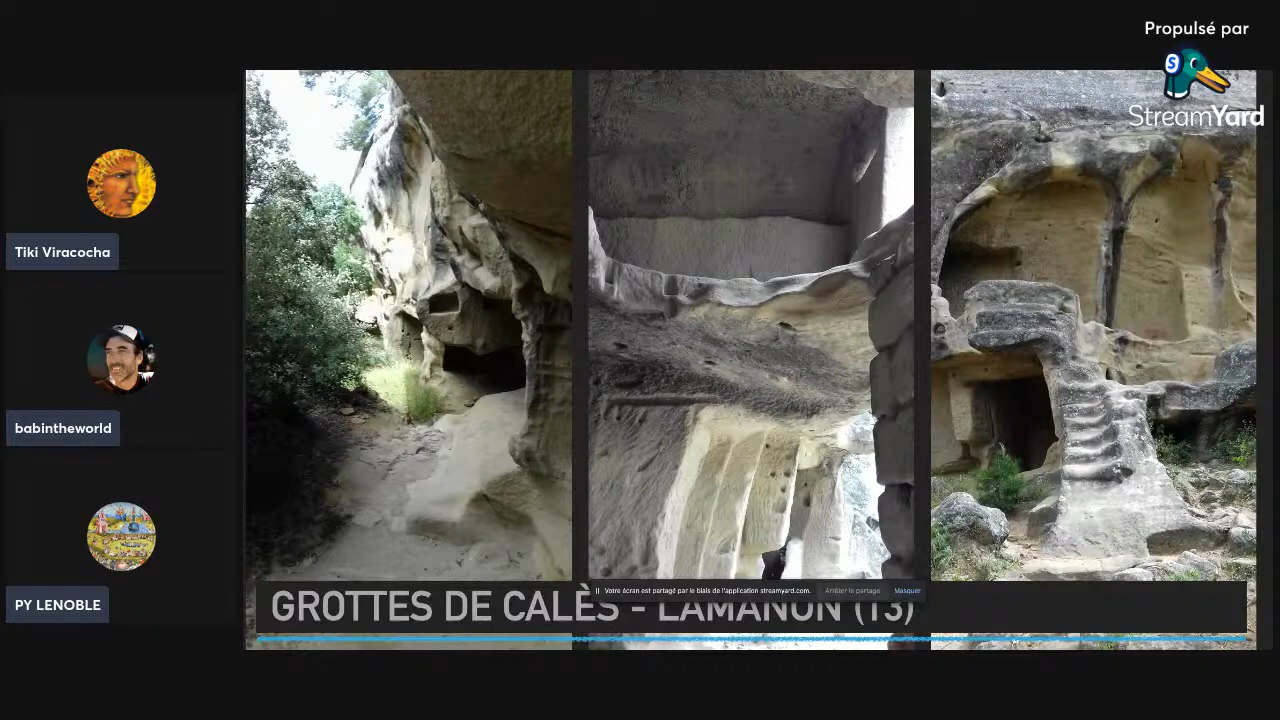 Propulsé par
StreamYard
Tiki Viracocha
babintheworld
PY LENOBLE
GROTTES DE CALÈS - LAMANON (13)
Votre écran est partagé par le biais de l'application streamyard.com.
Arrêter le partage
Masquer